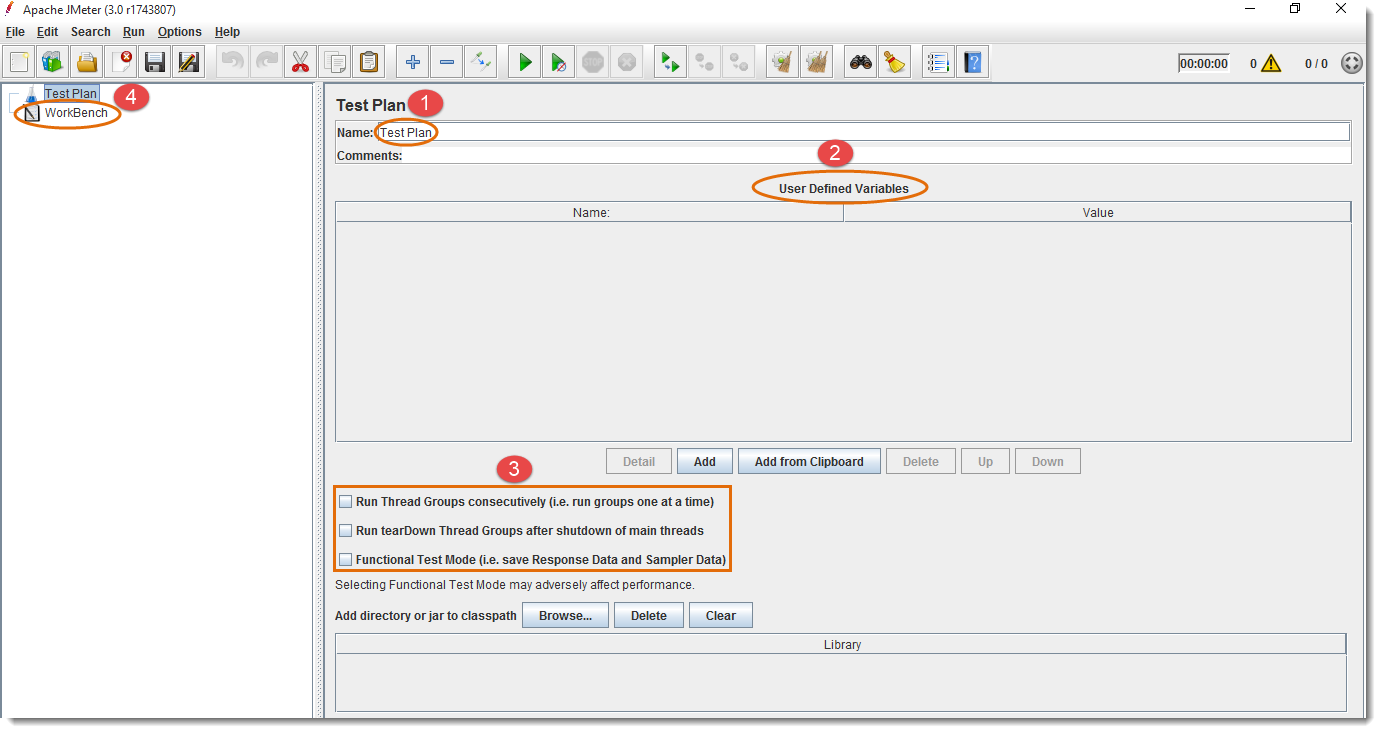 Apache JMeter (3.0 r1743807)
File Edit Search Run Options Help
STOP
?
00:00:00 0 0 / 0
Test Plan 4
WorkBench
Test Plan 1
Name: Test Plan
Comments:
2
User Defined Variables
Name: Value
Detail Add Add from Clipboard Delete Up Down
3
Run Thread Groups consecutively (i.e. run groups one at a time)
Run tearDown Thread Groups after shutdown of main threads
Functional Test Mode (i.e. save Response Data and Sampler Data)
Selecting Functional Test Mode may adversely affect performance.
Add directory or jar to classpath Browse... Delete Clear
Library